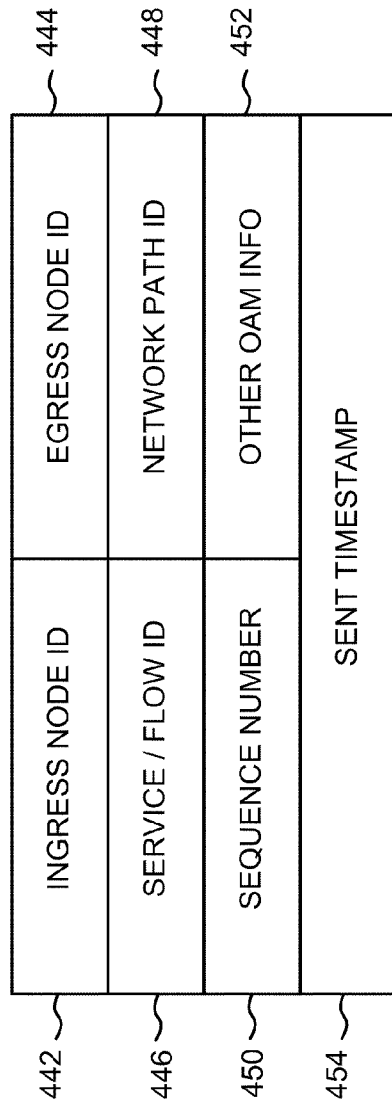 442 INGRESS NODE ID EGRESS NODE ID 444
446 SERVICE / FLOW ID NETWORK PATH ID 448
450 SEQUENCE NUMBER OTHER OAM INFO 452
454 SENT TIMESTAMP